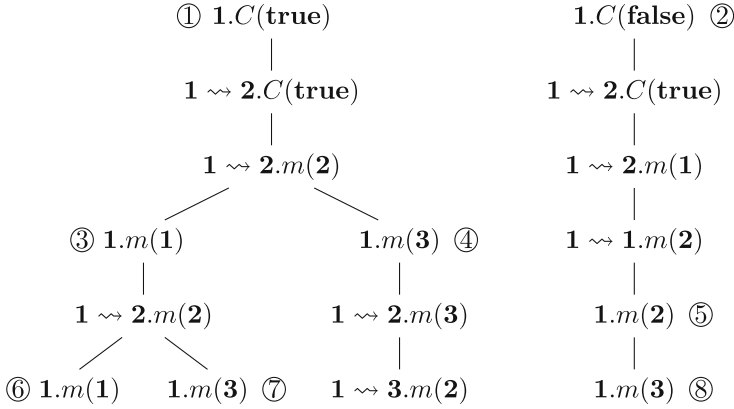 ① 1.C(true) 1.C(false) ②
1 ⇝ 2.C(true) 1 ⇝ 2.C(true)
1 ⇝ 2.m(2) 1 ⇝ 2.m(1)
③ 1.m(1) 1.m(3) ④ 1 ⇝ 1.m(2)
1 ⇝ 2.m(2) 1 ⇝ 2.m(3) 1.m(2) ⑤
⑥ 1.m(1) 1.m(3) ⑦ 1 ⇝ 3.m(2) 1.m(3) ⑧